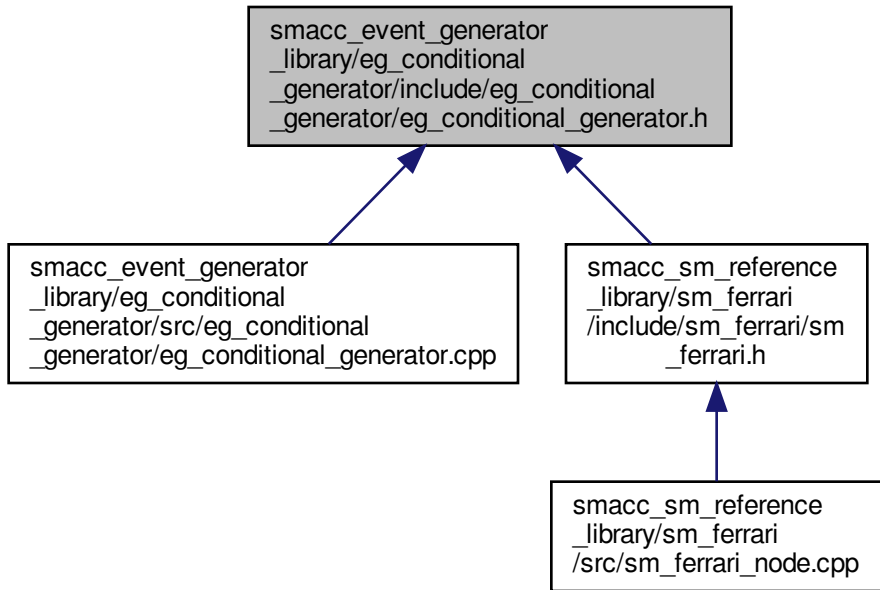 smacc_event_generator
_library/eg_conditional
_generator/include/eg_conditional
_generator/eg_conditional_generator.h
smacc_event_generator
_library/eg_conditional
_generator/src/eg_conditional
_generator/eg_conditional_generator.cpp
smacc_sm_reference
_library/sm_ferrari
/include/sm_ferrari/sm
_ferrari.h
smacc_sm_reference
_library/sm_ferrari
/src/sm_ferrari_node.cpp